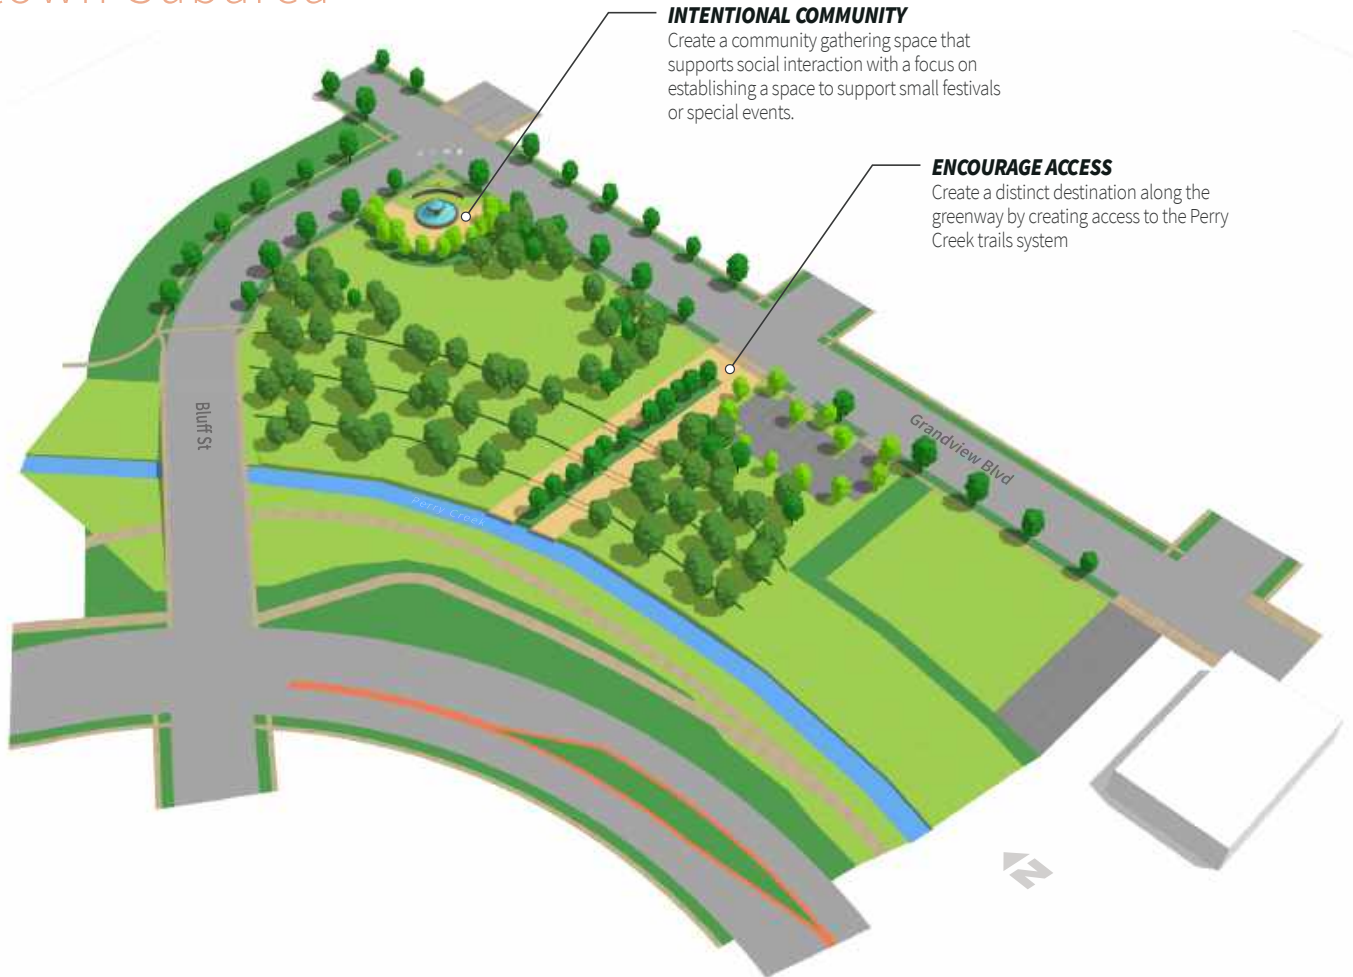 INTENTIONAL COMMUNITY
Create a community gathering space that
supports social interaction with a focus on
establishing a space to support small festivals
or special events.
ENCOURAGE ACCESS
Create a distinct destination along the
greenway by creating access to the Perry
Creek trails system
Bluff St
Grandview Blvd
Perry Creek
N